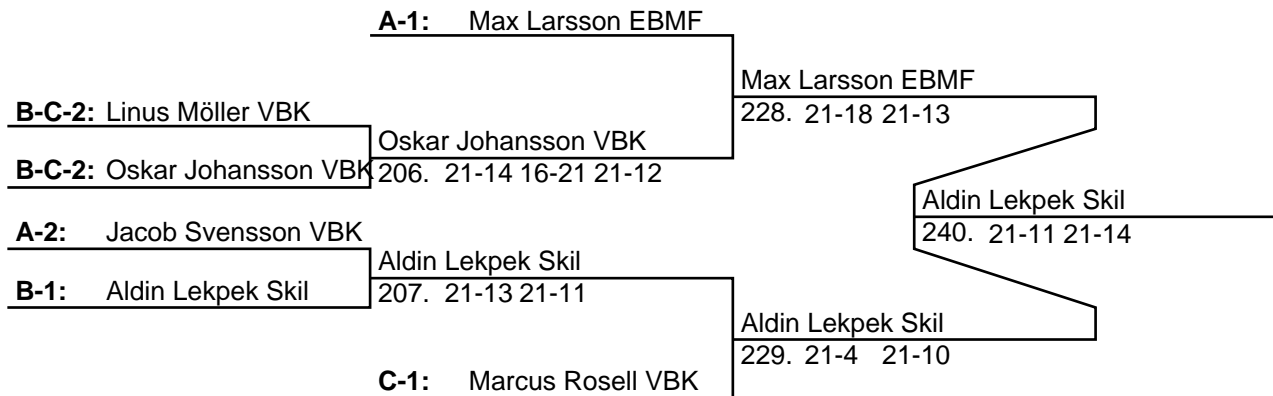 A-1: Max Larsson EBMF
Max Larsson EBMF
228. 21-18 21-13
B-C-2: Linus Möller VBK
Oskar Johansson VBK
206. 21-14 16-21 21-12
B-C-2: Oskar Johansson VBK
Aldin Lekpek Skil
240. 21-11 21-14
A-2: Jacob Svensson VBK
Aldin Lekpek Skil
207. 21-13 21-11
B-1: Aldin Lekpek Skil
Aldin Lekpek Skil
229. 21-4 21-10
C-1: Marcus Rosell VBK